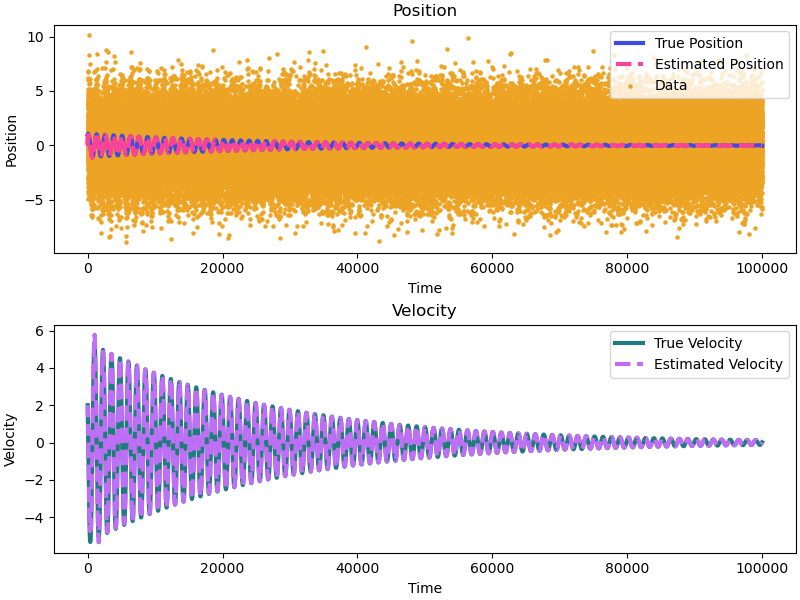 Position
10
5
0
−5
Position
True Position
Estimated Position
Data
0
20000
40000
60000
80000
100000
Time
Velocity
6
4
2
0
−2
−4
Velocity
True Velocity
Estimated Velocity
0
20000
40000
60000
80000
100000
Time